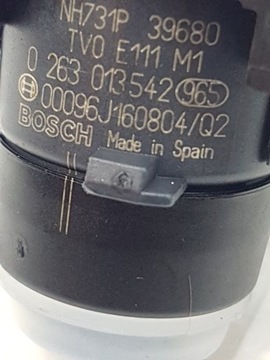 NH731P 39680
TV0 E111 M1
0 263 013 542 965
00096J160804/Q2
BOSCH Made in Spain